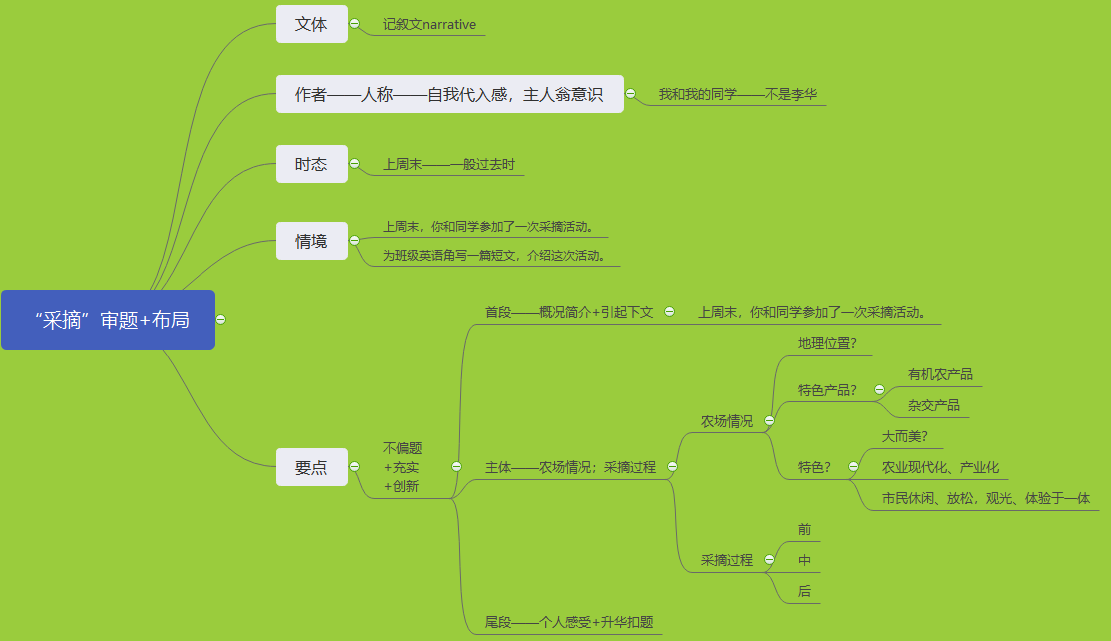 “采摘”审题+布局
文体
记叙文narrative
作者——人称——自我代入感，主人翁意识
我和我的同学——不是李华
时态
上周末——一般过去时
情境
上周末，你和同学参加了一次采摘活动。
为班级英语角写一篇短文，介绍这次活动。
要点
不偏题
+充实
+创新
首段——概况简介+引起下文
上周末，你和同学参加了一次采摘活动。
主体——农场情况；采摘过程
农场情况
地理位置？
特色产品？
有机农产品
杂交产品
特色？
大而美？
农业现代化、产业化
市民休闲、放松，观光、体验于一体
采摘过程
前
中
后
尾段——个人感受+升华扣题